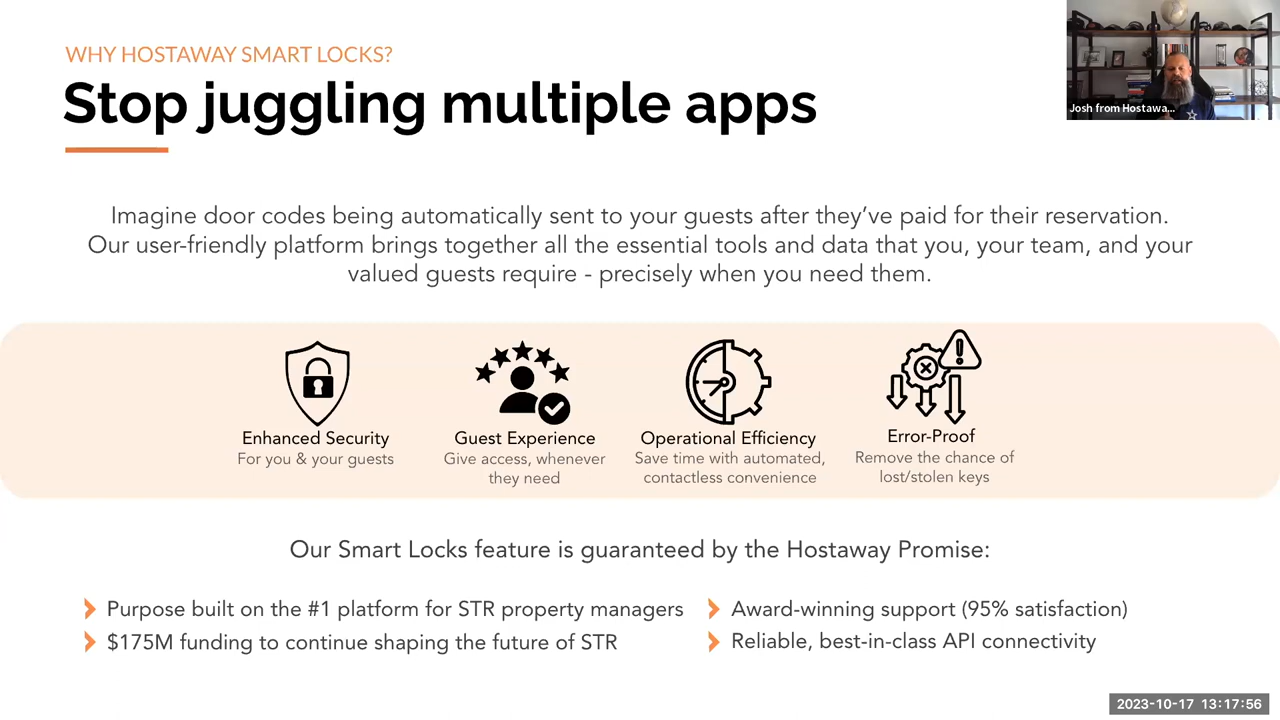 WHY HOSTAWAY SMART LOCKS?
Stop juggling multiple apps
Josh from Hostawa...
Imagine door codes being automatically sent to your guests after they’ve paid for their reservation.
Our user-friendly platform brings together all the essential tools and data that you, your team, and your
valued guests require - precisely when you need them.
Enhanced Security
For you & your guests
Guest Experience
Give access, whenever
they need
Operational Efficiency
Save time with automated,
contactless convenience
Error-Proof
Remove the chance of
lost/stolen keys
Our Smart Locks feature is guaranteed by the Hostaway Promise:
Purpose built on the #1 platform for STR property managers
$175M funding to continue shaping the future of STR
Award-winning support (95% satisfaction)
Reliable, best-in-class API connectivity
2023-10-17 13:17:56